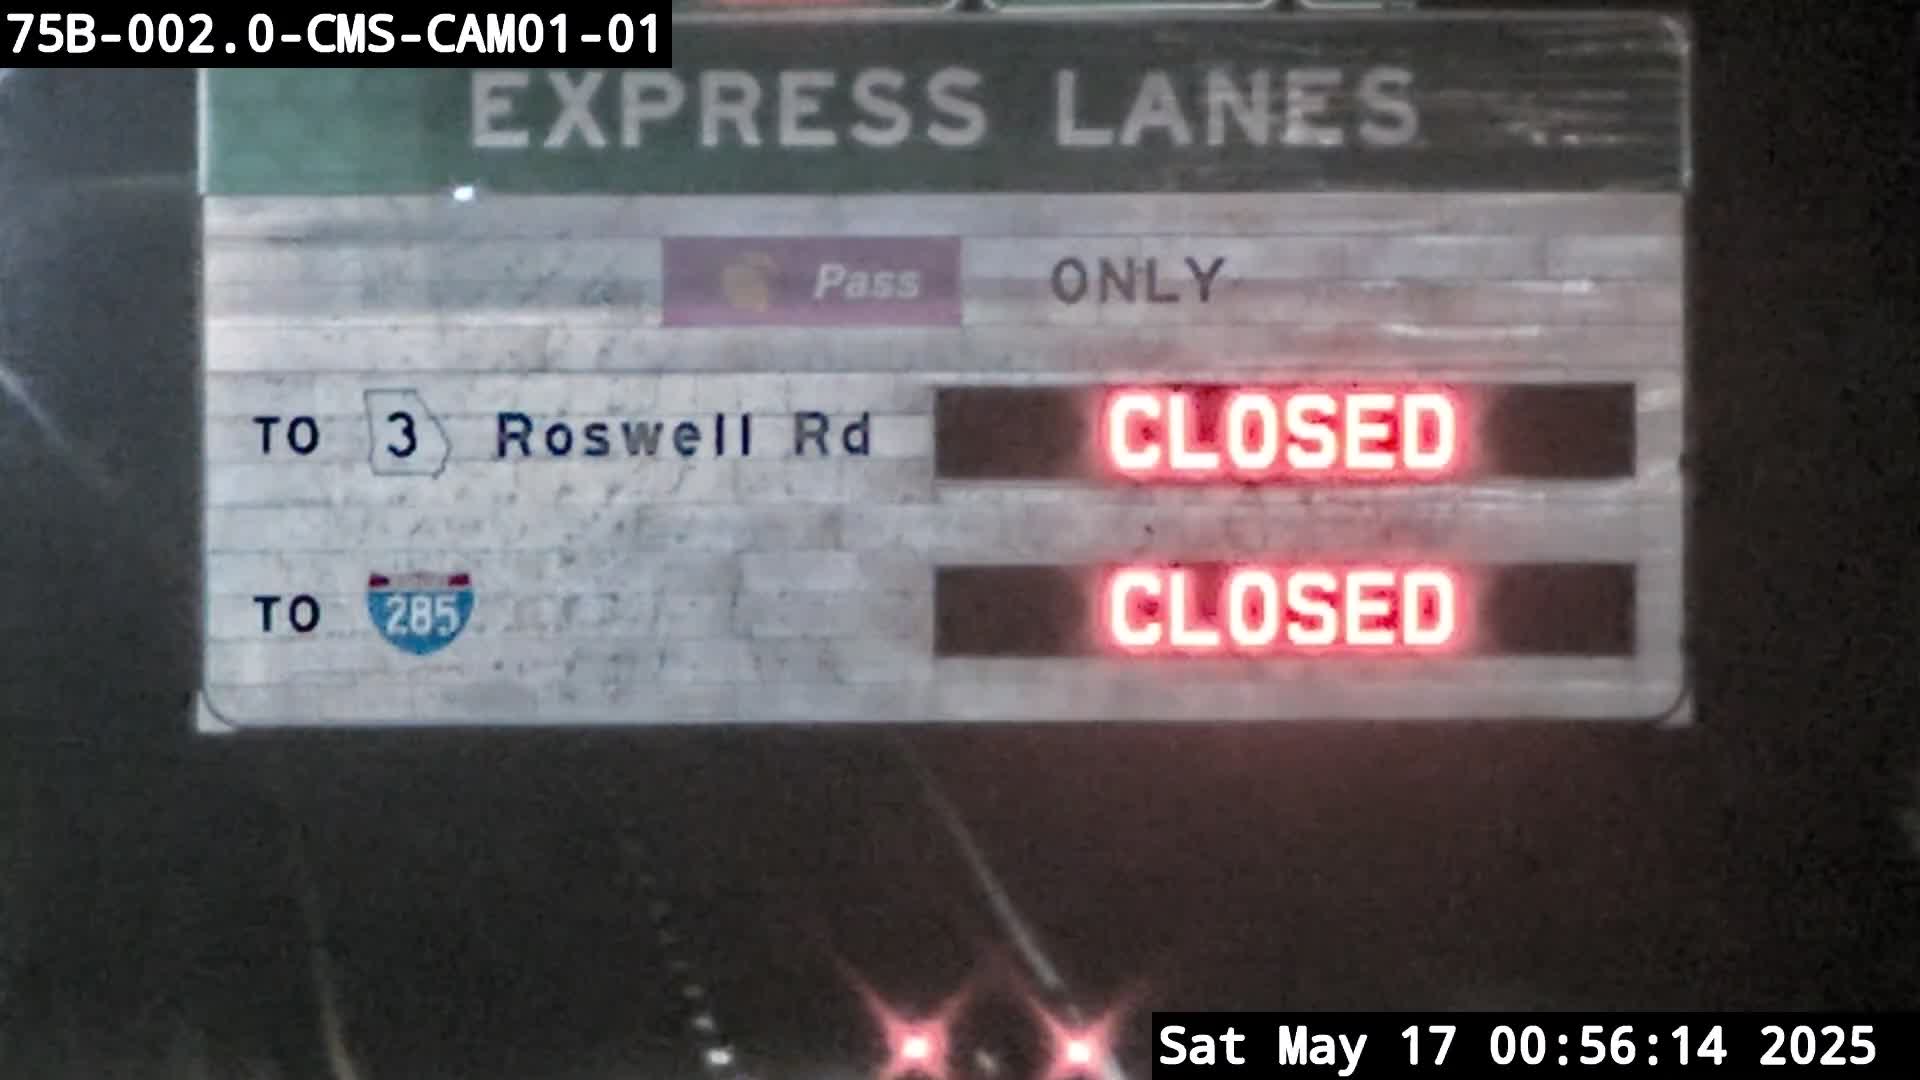 75B-002.0-CMS-CAM01-01
EXPRESS LANES
Pass ONLY
TO 3 Roswell Rd CLOSED
TO 285 CLOSED
Sat May 17 00:56:14 2025